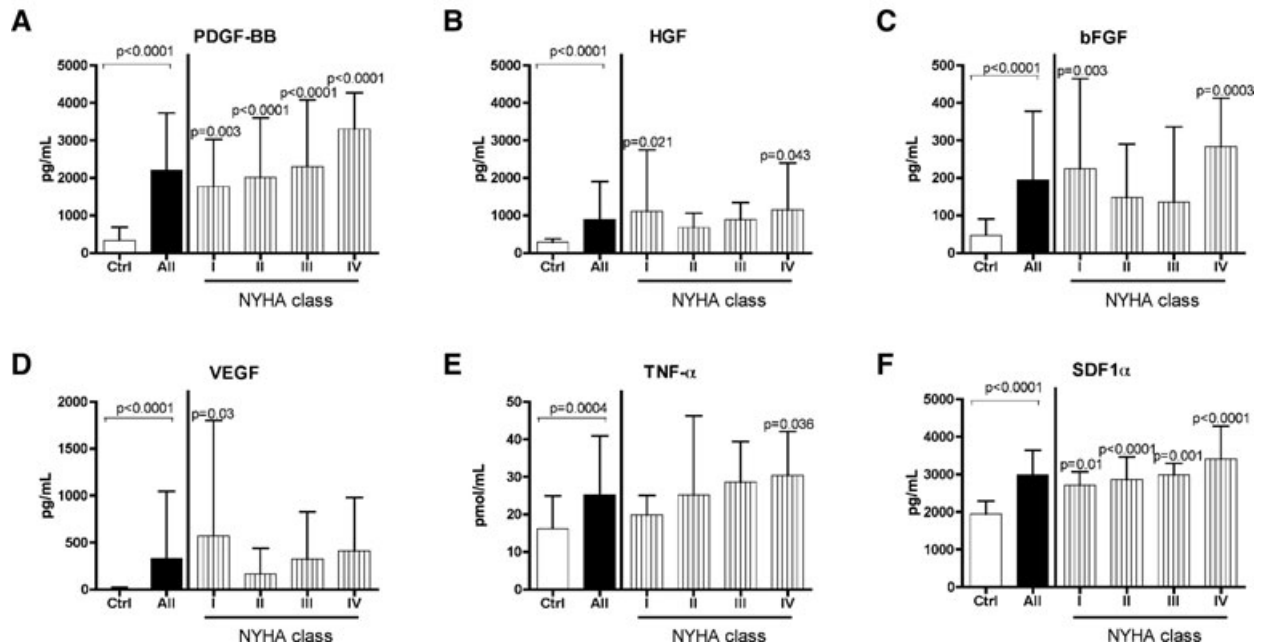 A
PDGF-BB
p<0.0001
p<0.0001
p<0.0001
p<0.0001
p=0.003
5000
4000
3000
2000
1000
0
pg/mL
Ctrl All I II III IV
NYHA class
B
HGF
p<0.0001
p=0.021
p=0.043
5000
4000
3000
2000
1000
0
pg/mL
Ctrl All I II III IV
NYHA class
C
bFGF
p<0.0001
p=0.003
p=0.0003
500
400
300
200
100
0
pg/mL
Ctrl All I II III IV
NYHA class
D
VEGF
p<0.0001
p=0.03
2000
1500
1000
500
0
pg/mL
Ctrl All I II III IV
NYHA class
E
TNF-α
p=0.0004
p=0.036
50
40
30
20
10
0
pmol/mL
Ctrl All I II III IV
NYHA class
F
SDF1α
p<0.0001
p<0.0001
p=0.01
p<0.0001
p=0.001
5000
4000
3000
2000
1000
0
pg/mL
Ctrl All I II III IV
NYHA class